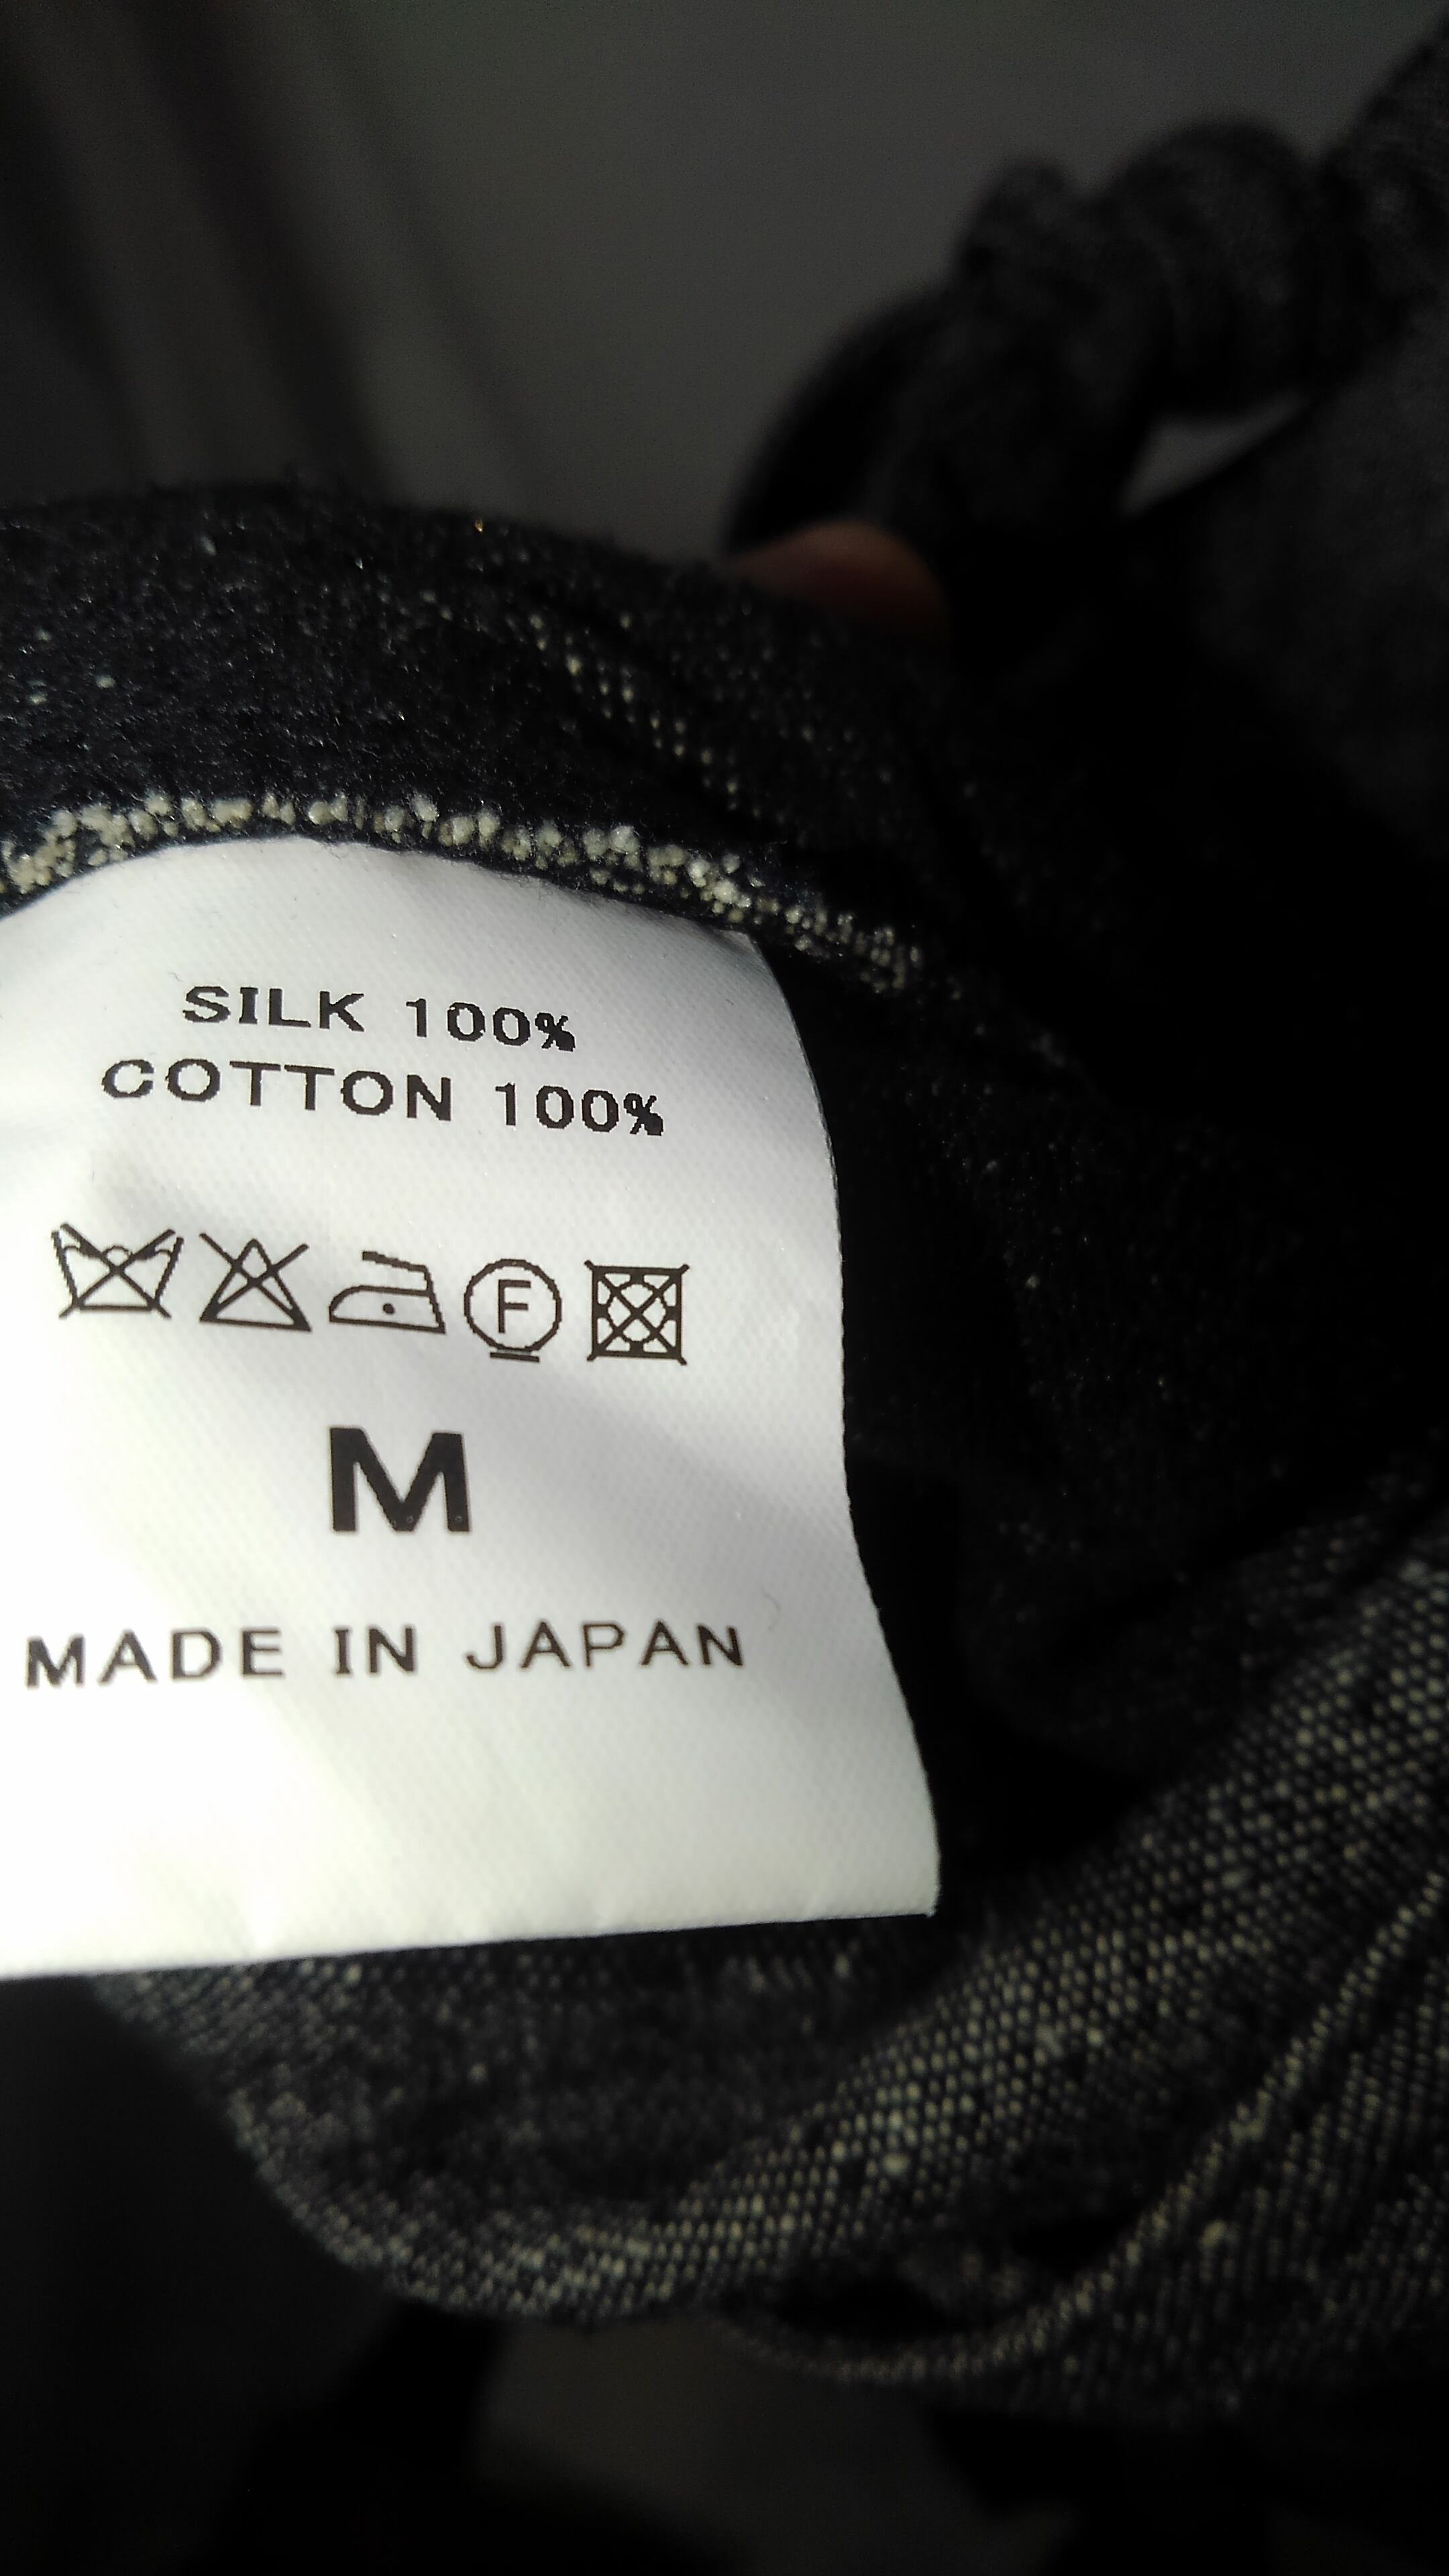 SILK 100%
COTTON 100%
F
M
MADE IN JAPAN